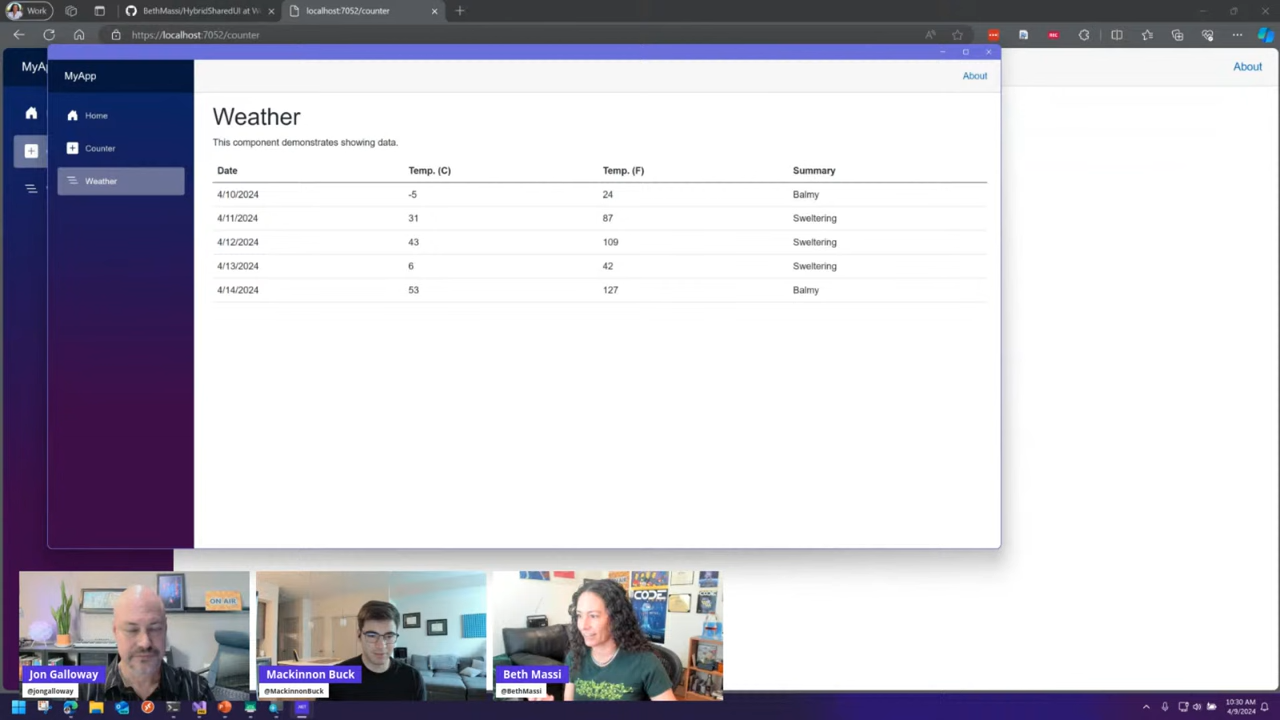 Work
BethMassi/HybridSharedUI at W
localhost:7052/counter
https://localhost:7052/counter
MyAp
About
MyApp
About
Home
Counter
Weather
Weather
This component demonstrates showing data.
Date Temp. (C) Temp. (F) Summary
4/10/2024 -5 24 Balmy
4/11/2024 31 87 Sweltering
4/12/2024 43 109 Sweltering
4/13/2024 6 42 Sweltering
4/14/2024 53 127 Balmy
ON AIR
CODE
Jon Galloway
@jongalloway
Mackinnon Buck
@MackinnonBuck
Beth Massi
@BethMassi
10:30 AM
4/9/2024